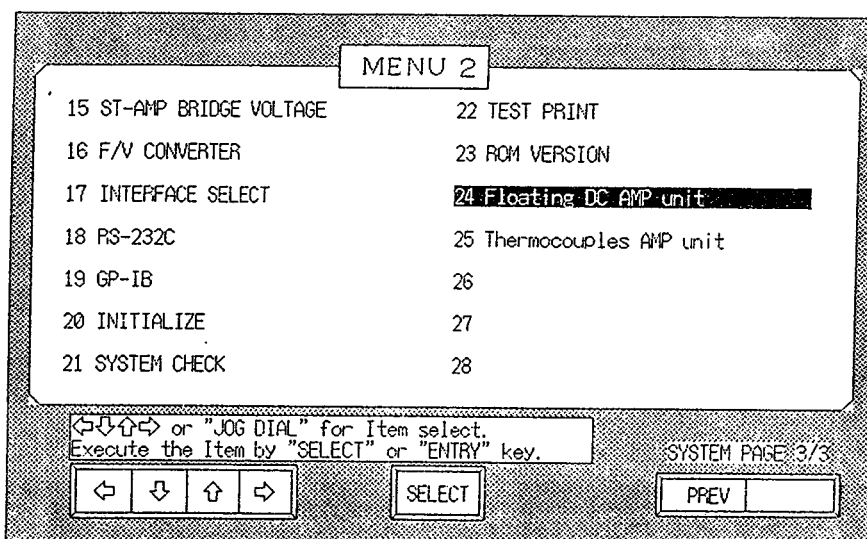 MENU 2
15 ST-AMP BRIDGE VOLTAGE
16 F/V CONVERTER
17 INTERFACE SELECT
18 RS-232C
19 GP-IB
20 INITIALIZE
21 SYSTEM CHECK
22 TEST PRINT
23 ROM VERSION
24 Floating DC AMP unit
25 Thermocouples AMP unit
26
27
28
⇦⇩⇧⇨ or "JOG DIAL" for Item select.
Execute the Item by "SELECT" or "ENTRY" key.
SYSTEM PAGE 3/3
⇦ ⇩ ⇧ ⇨
SELECT
PREV